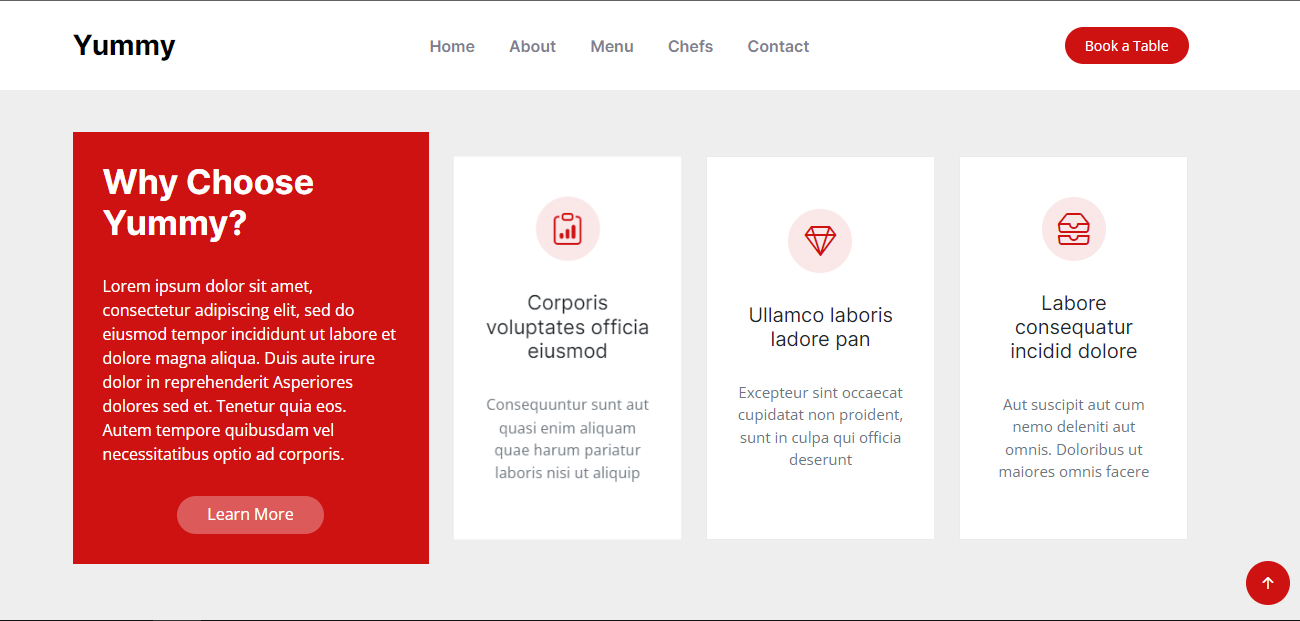 Yummy
Home About Menu Chefs Contact
Book a Table
Why Choose
Yummy?
Lorem ipsum dolor sit amet,
consectetur adipiscing elit, sed do
eiusmod tempor incididunt ut labore et
dolore magna aliqua. Duis aute irure
dolor in reprehenderit Asperiores
dolores sed et. Tenetur quia eos.
Autem tempore quibusdam vel
necessitatibus optio ad corporis.
Learn More
Corporis
voluptates officia
eiusmod
Consequuntur sunt aut
quasi enim aliquam
quae harum pariatur
laboris nisi ut aliquip
Ullamco laboris
ladore pan
Excepteur sint occaecat
cupidatat non proident,
sunt in culpa qui officia
deserunt
Labore
consequatur
incidid dolore
Aut suscipit aut cum
nemo deleniti aut
omnis. Doloribus ut
maiores omnis facere